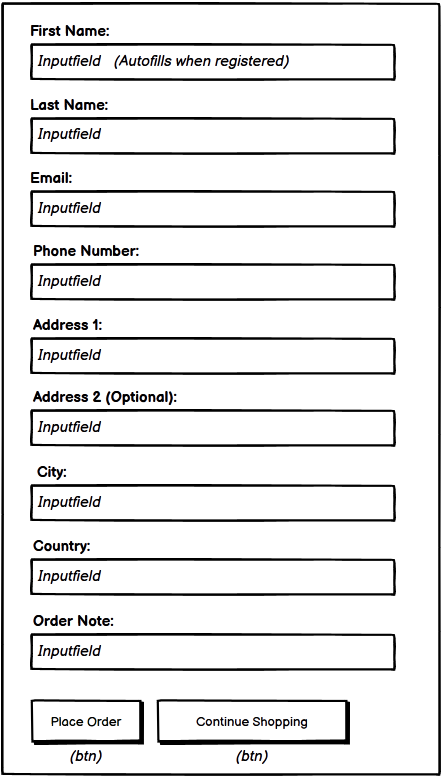 First Name:
Inputfield (Autofills when registered)
Last Name:
Inputfield
Email:
Inputfield
Phone Number:
Inputfield
Address 1:
Inputfield
Address 2 (Optional):
Inputfield
City:
Inputfield
Country:
Inputfield
Order Note:
Inputfield
Place Order Continue Shopping
(btn) (btn)